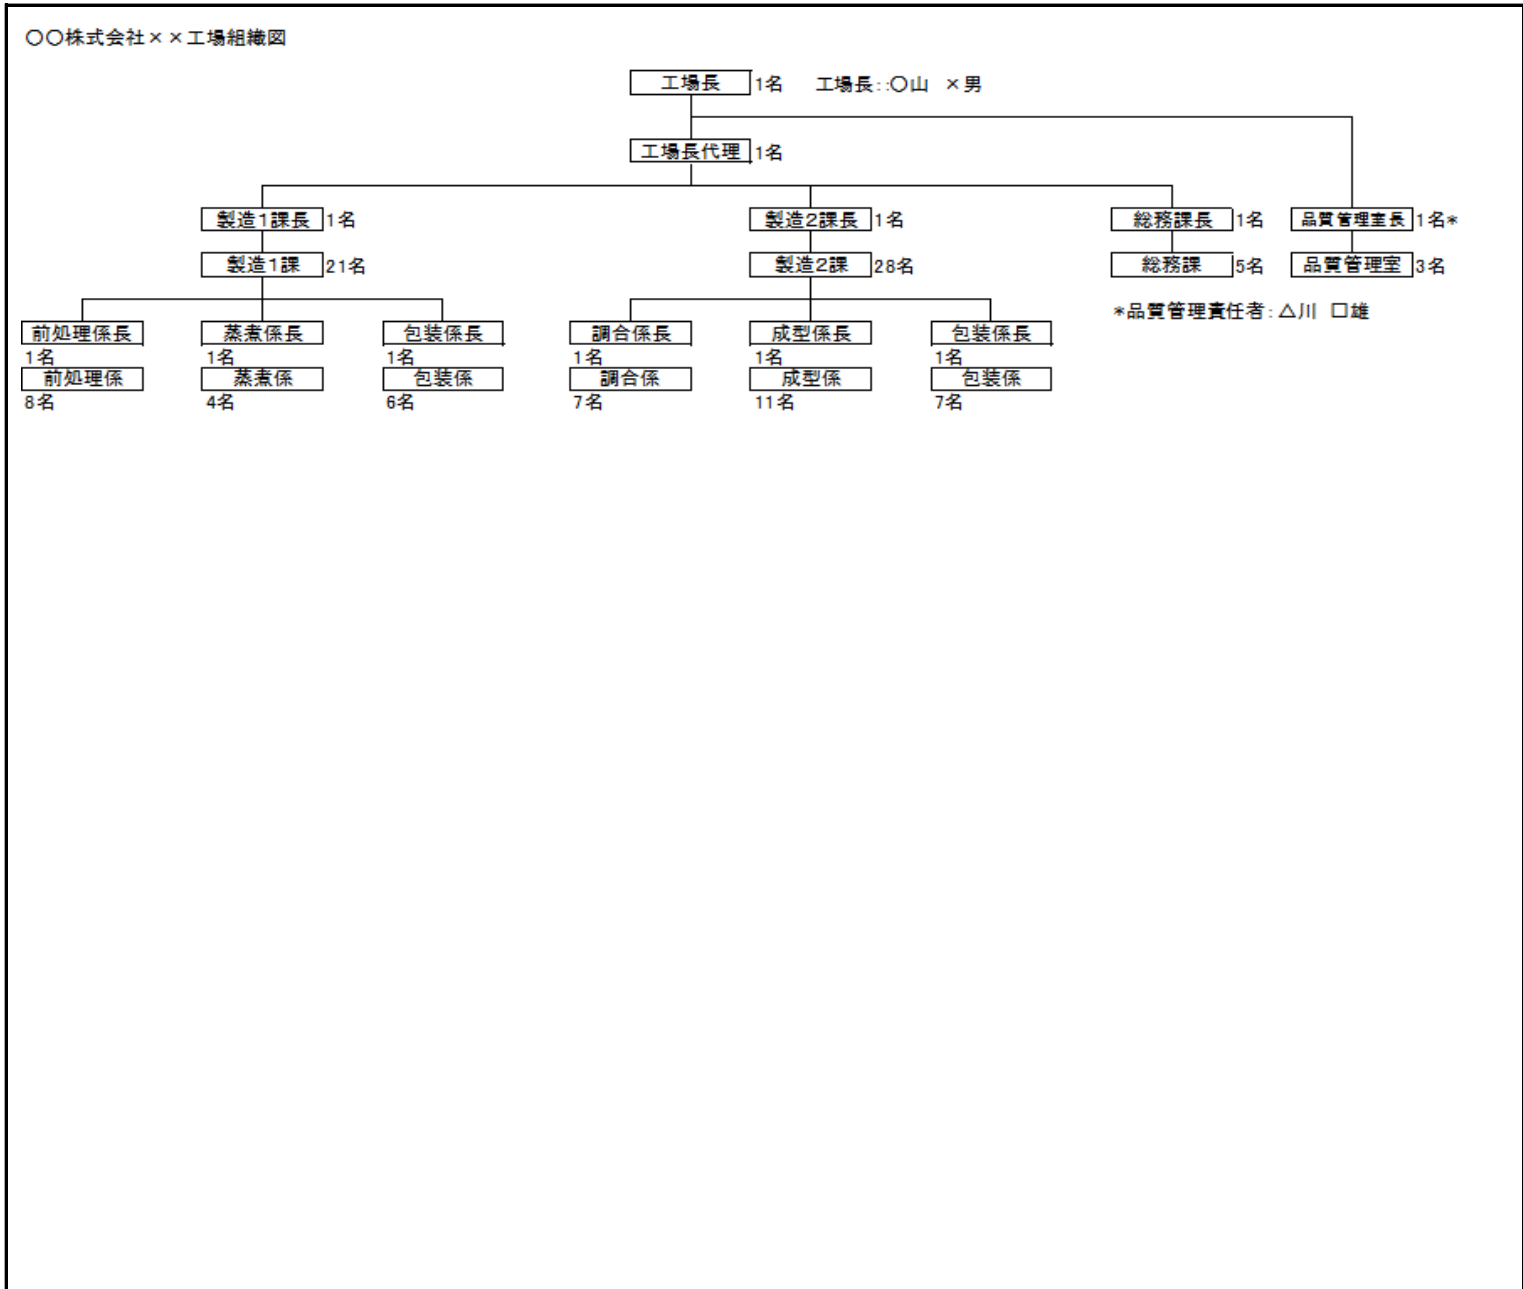 〇〇株式会社××工場組織図
工場長 1名 工場長::〇山 ×男
工場長代理 1名
製造1課長 1名 製造2課長 1名 総務課長 1名 品質管理室長 1名*
製造1課 21名 製造2課 28名 総務課 5名 品質管理室 3名
*品質管理責任者:△川 口雄
前処理係長 蒸煮係長 包装係長 調合係長 成型係長 包装係長
1名 1名 1名 1名 1名 1名
前処理係 蒸煮係 包装係 調合係 成型係 包装係
8名 4名 6名 7名 11名 7名